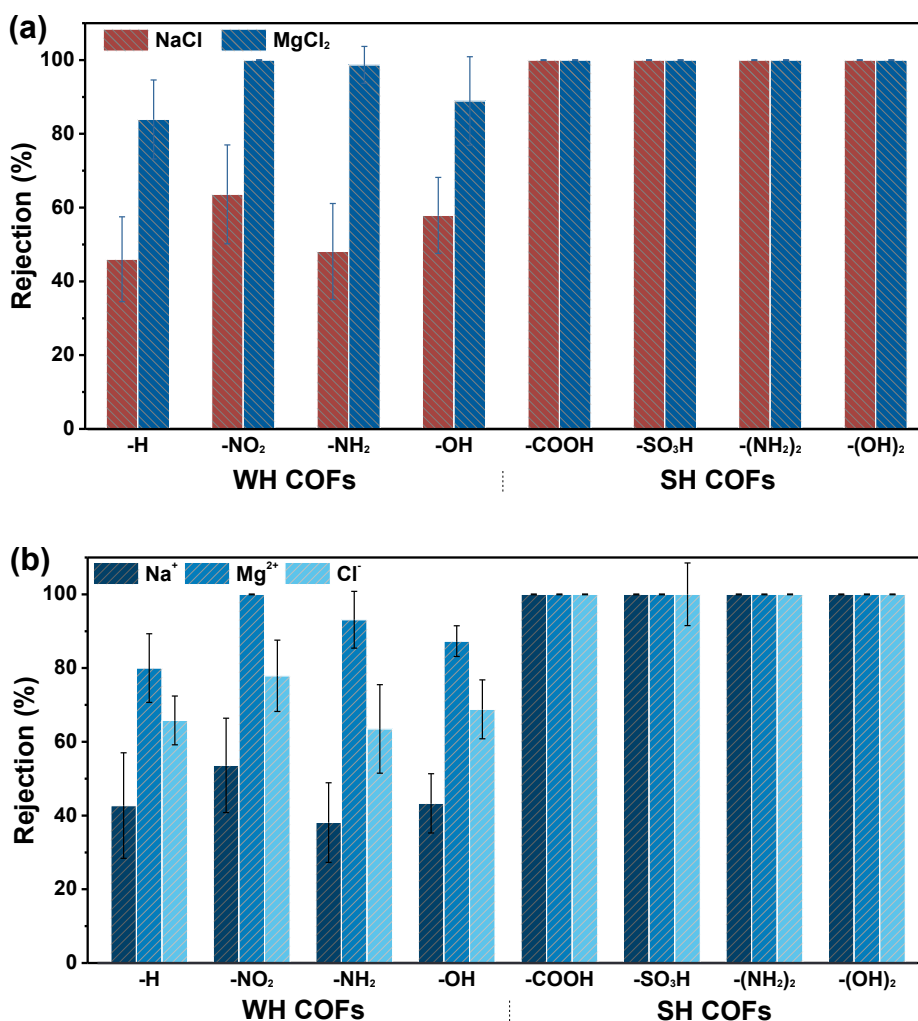 (a)
NaCl MgCl₂
Rejection (%)
100
80
60
40
20
0
-H -NO₂ -NH₂ -OH -COOH -SO₃H -(NH₂)₂ -(OH)₂
WH COFs SH COFs
(b)
Na⁺ Mg²⁺ Cl⁻
Rejection (%)
100
80
60
40
20
0
-H -NO₂ -NH₂ -OH -COOH -SO₃H -(NH₂)₂ -(OH)₂
WH COFs SH COFs